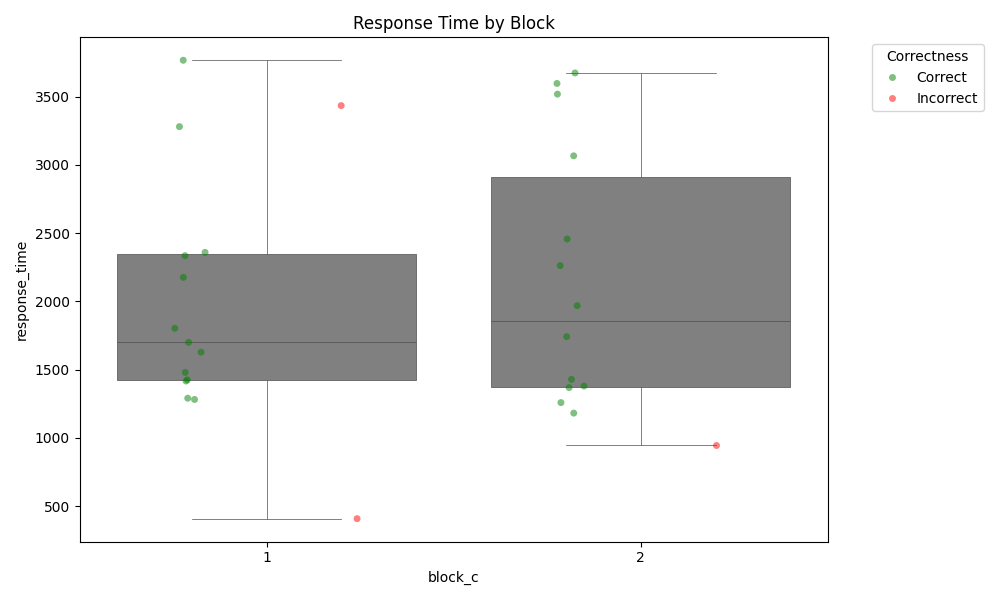 Response Time by Block
Correctness
Correct
Incorrect
response_time
3500
3000
2500
2000
1500
1000
500
1
2
block_c